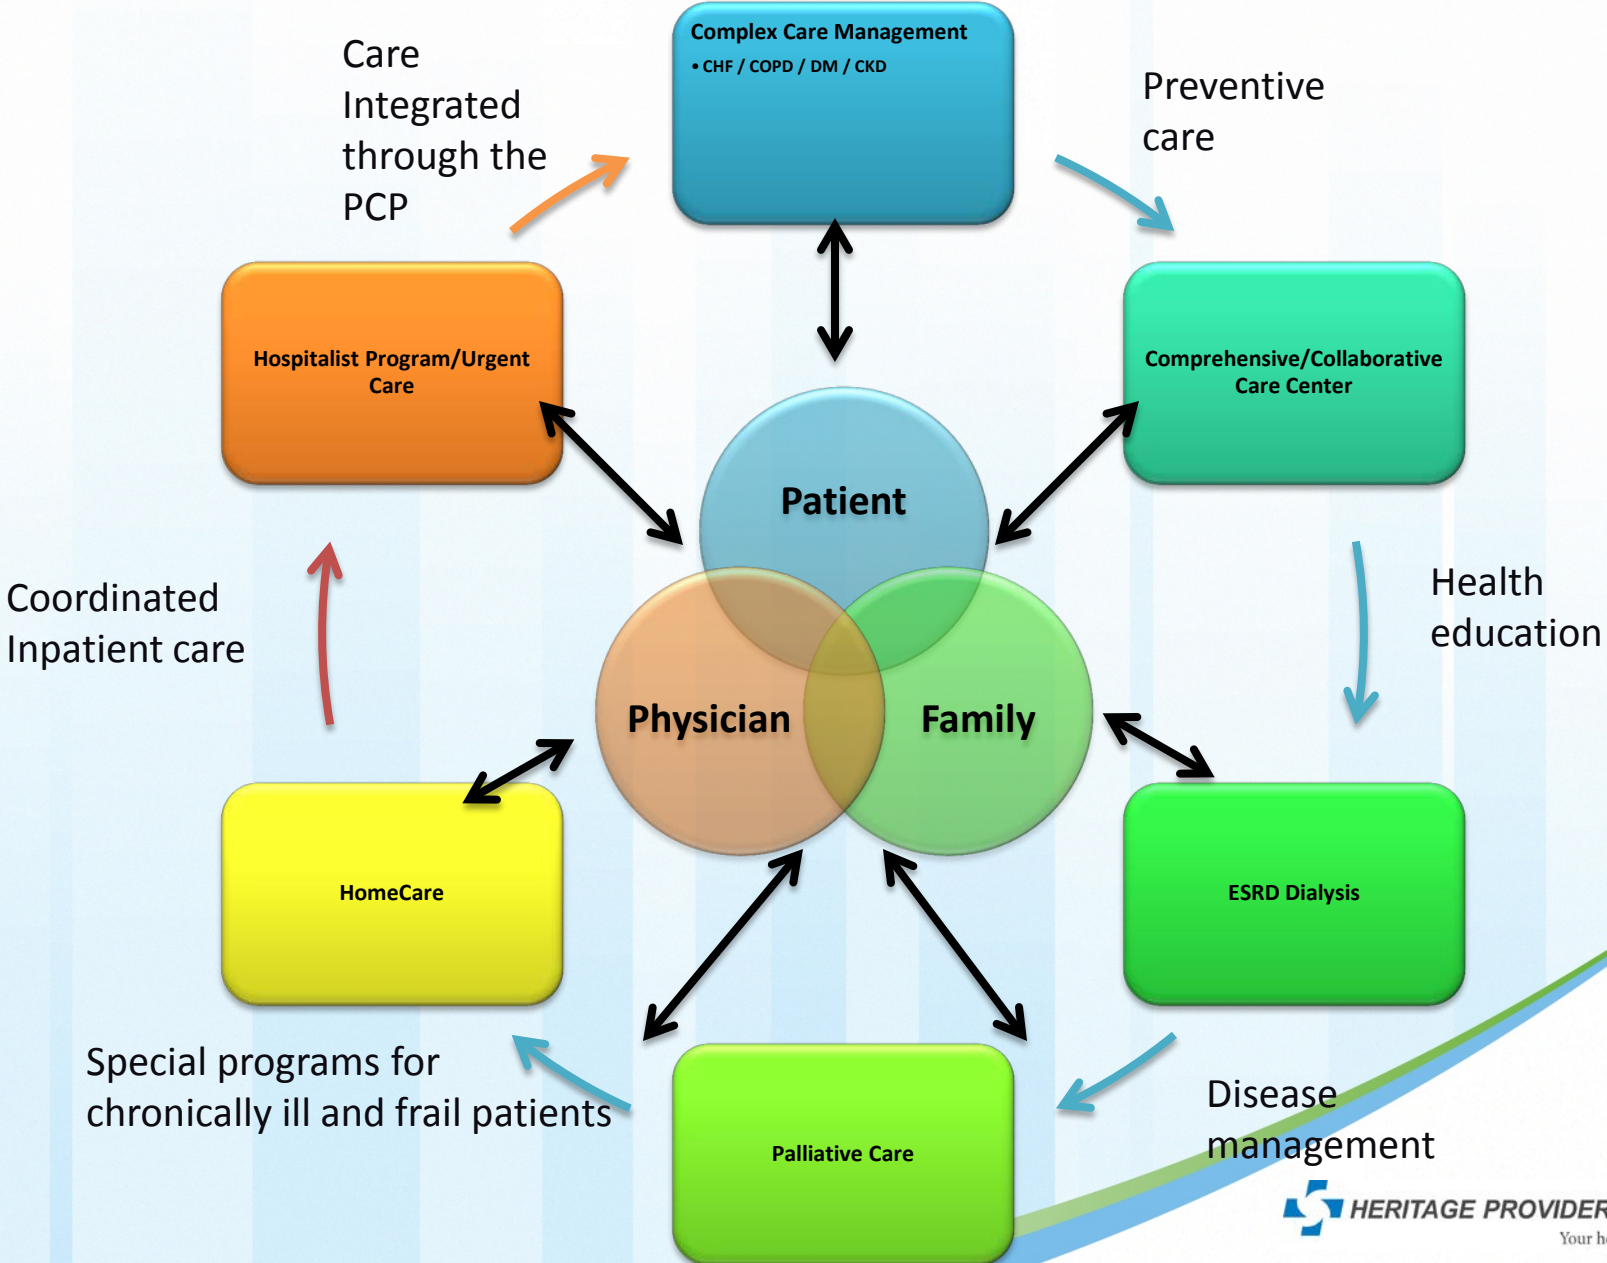 Complex Care Management
• CHF / COPD / DM / CKD
Care
Integrated
through the
PCP
Preventive
care
Hospitalist Program/Urgent
Care
Comprehensive/Collaborative
Care Center
Patient
Physician
Family
Coordinated
Inpatient care
Health
education
HomeCare
ESRD Dialysis
Special programs for
chronically ill and frail patients
Palliative Care
Disease
management
HERITAGE PROVIDER
Your